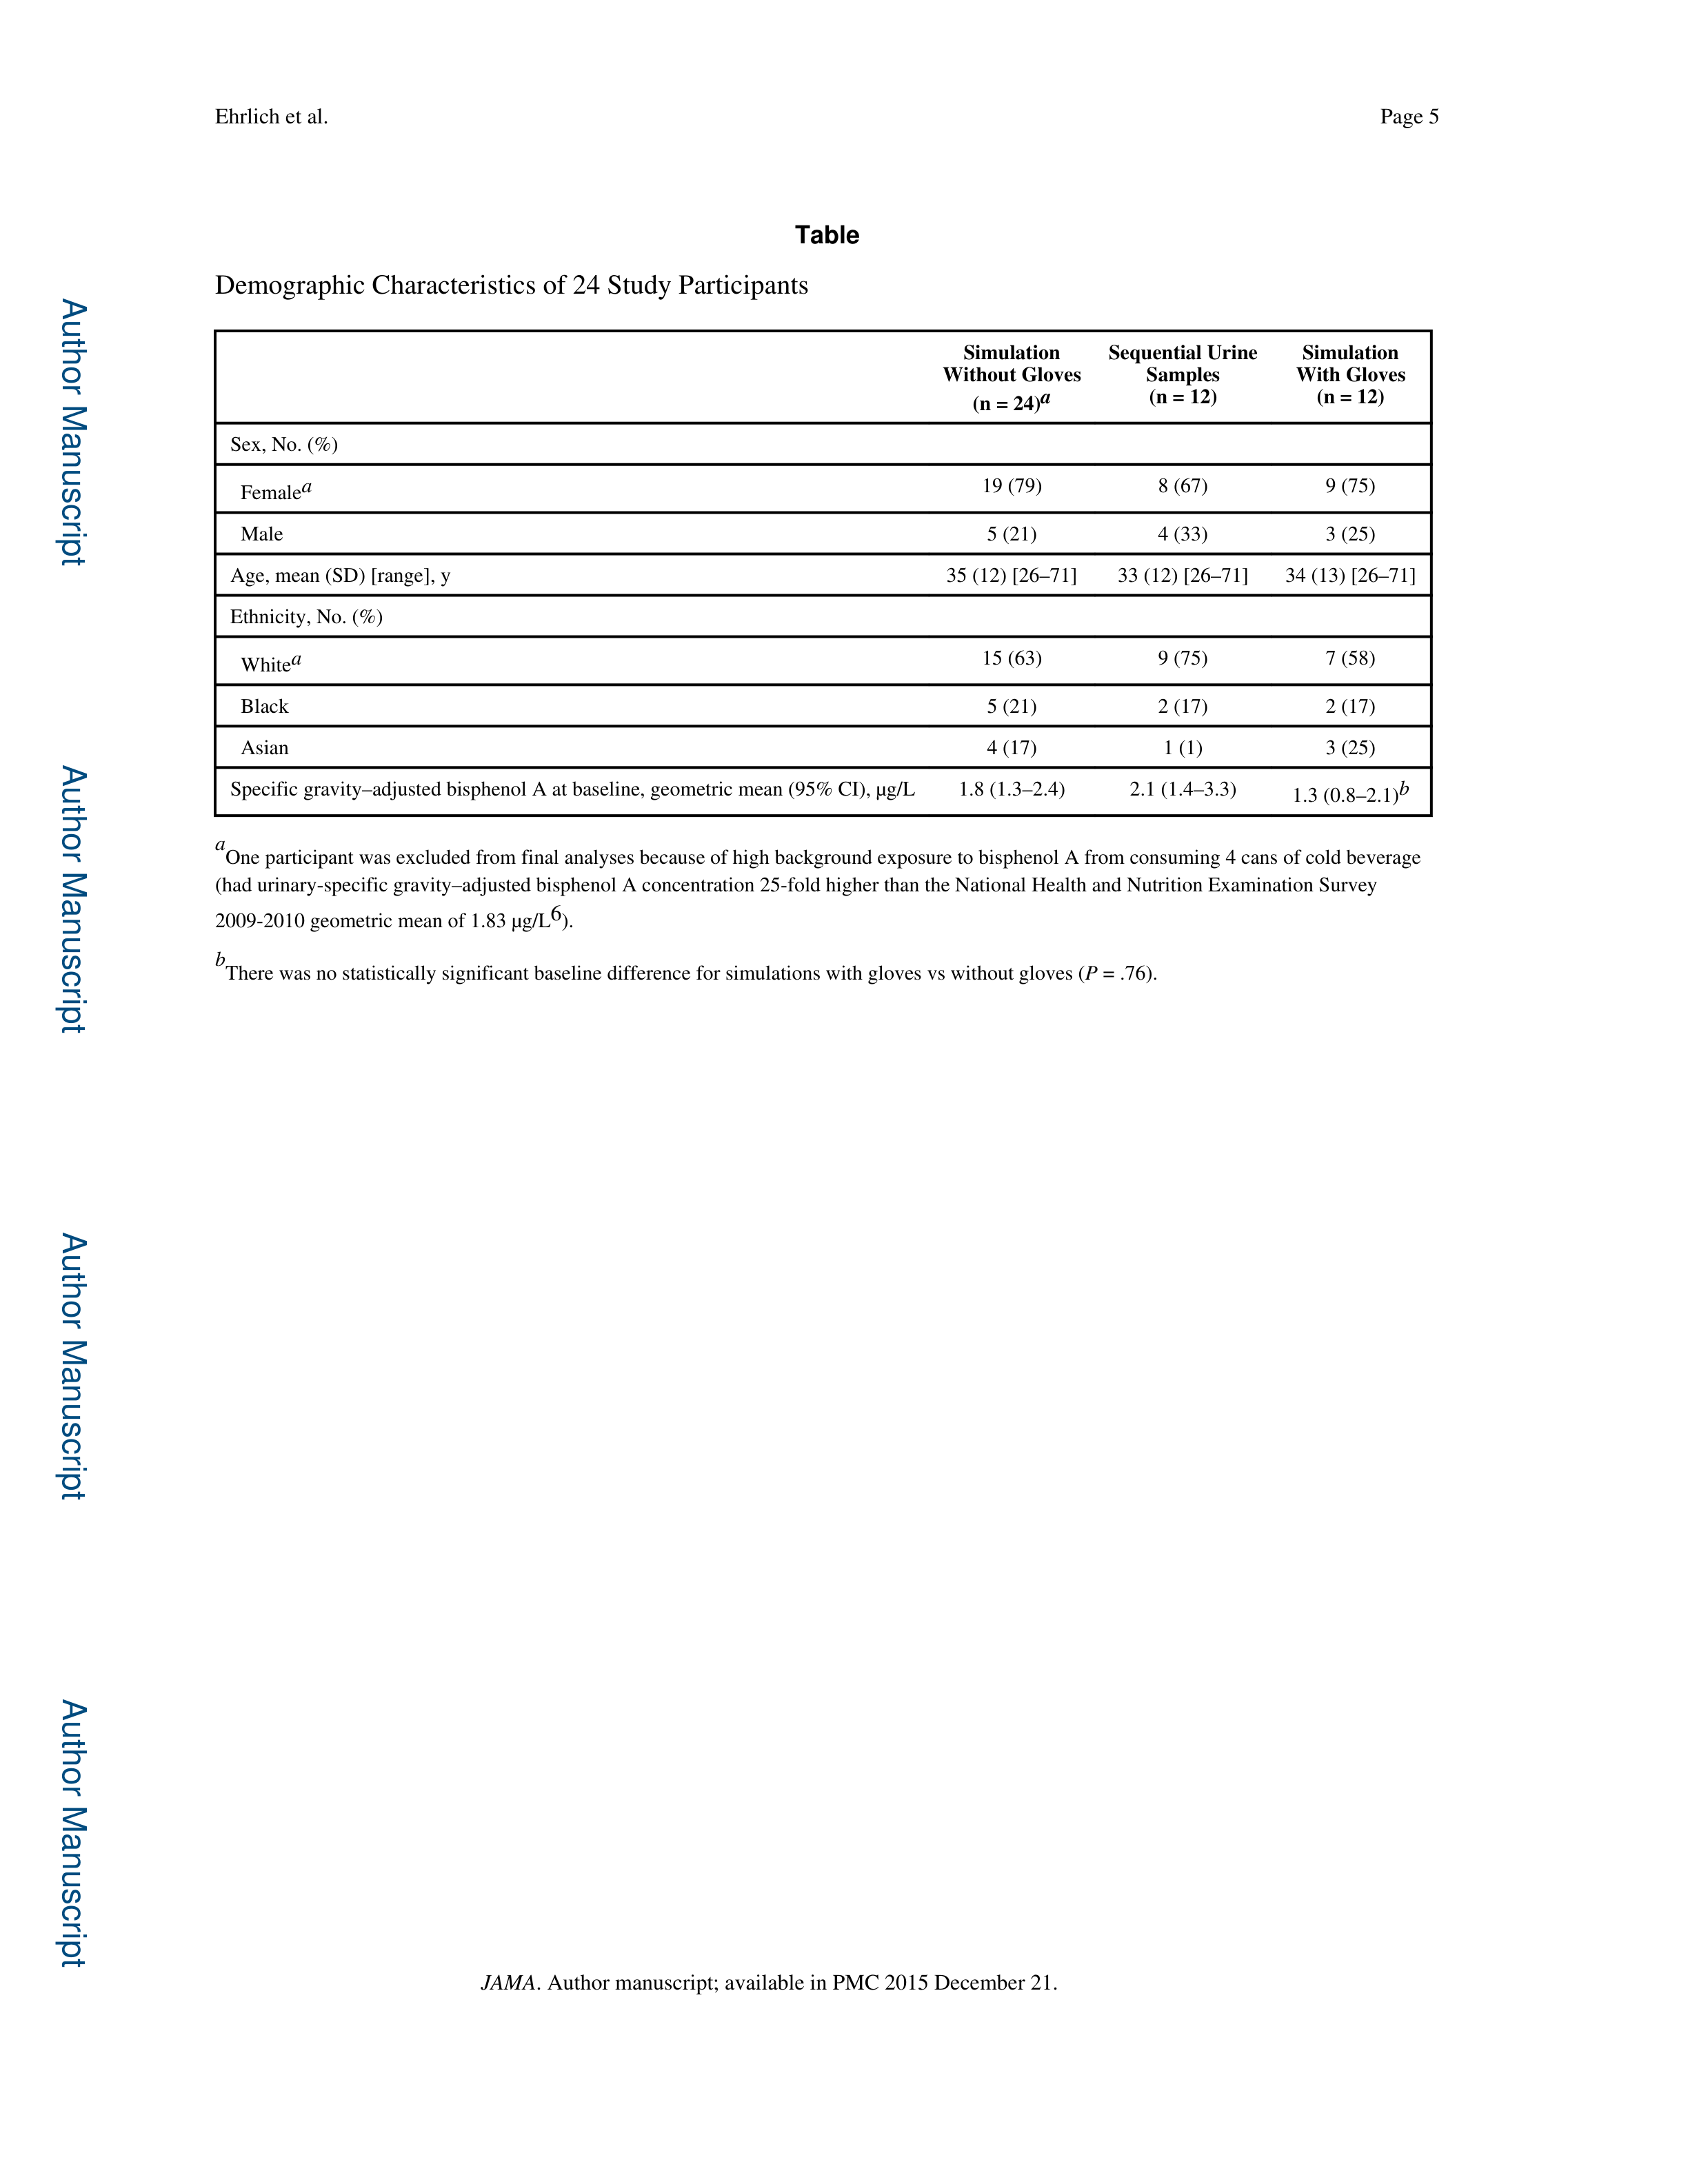 Ehrlich et al. Page 5
Table
Demographic Characteristics of 24 Study Participants
Simulation Without Gloves (n = 24)a Sequential Urine Samples (n = 12) Simulation With Gloves (n = 12)
Sex, No. (%)
Femalea 19 (79) 8 (67) 9 (75)
Male 5 (21) 4 (33) 3 (25)
Age, mean (SD) [range], y 35 (12) [26–71] 33 (12) [26–71] 34 (13) [26–71]
Ethnicity, No. (%)
Whitea 15 (63) 9 (75) 7 (58)
Black 5 (21) 2 (17) 2 (17)
Asian 4 (17) 1 (1) 3 (25)
Specific gravity–adjusted bisphenol A at baseline, geometric mean (95% CI), µg/L 1.8 (1.3–2.4) 2.1 (1.4–3.3) 1.3 (0.8–2.1)b
aOne participant was excluded from final analyses because of high background exposure to bisphenol A from consuming 4 cans of cold beverage
(had urinary-specific gravity–adjusted bisphenol A concentration 25-fold higher than the National Health and Nutrition Examination Survey
2009-2010 geometric mean of 1.83 µg/L6).
bThere was no statistically significant baseline difference for simulations with gloves vs without gloves (P = .76).
JAMA. Author manuscript; available in PMC 2015 December 21.
Author Manuscript
Author Manuscript
Author Manuscript
Author Manuscript